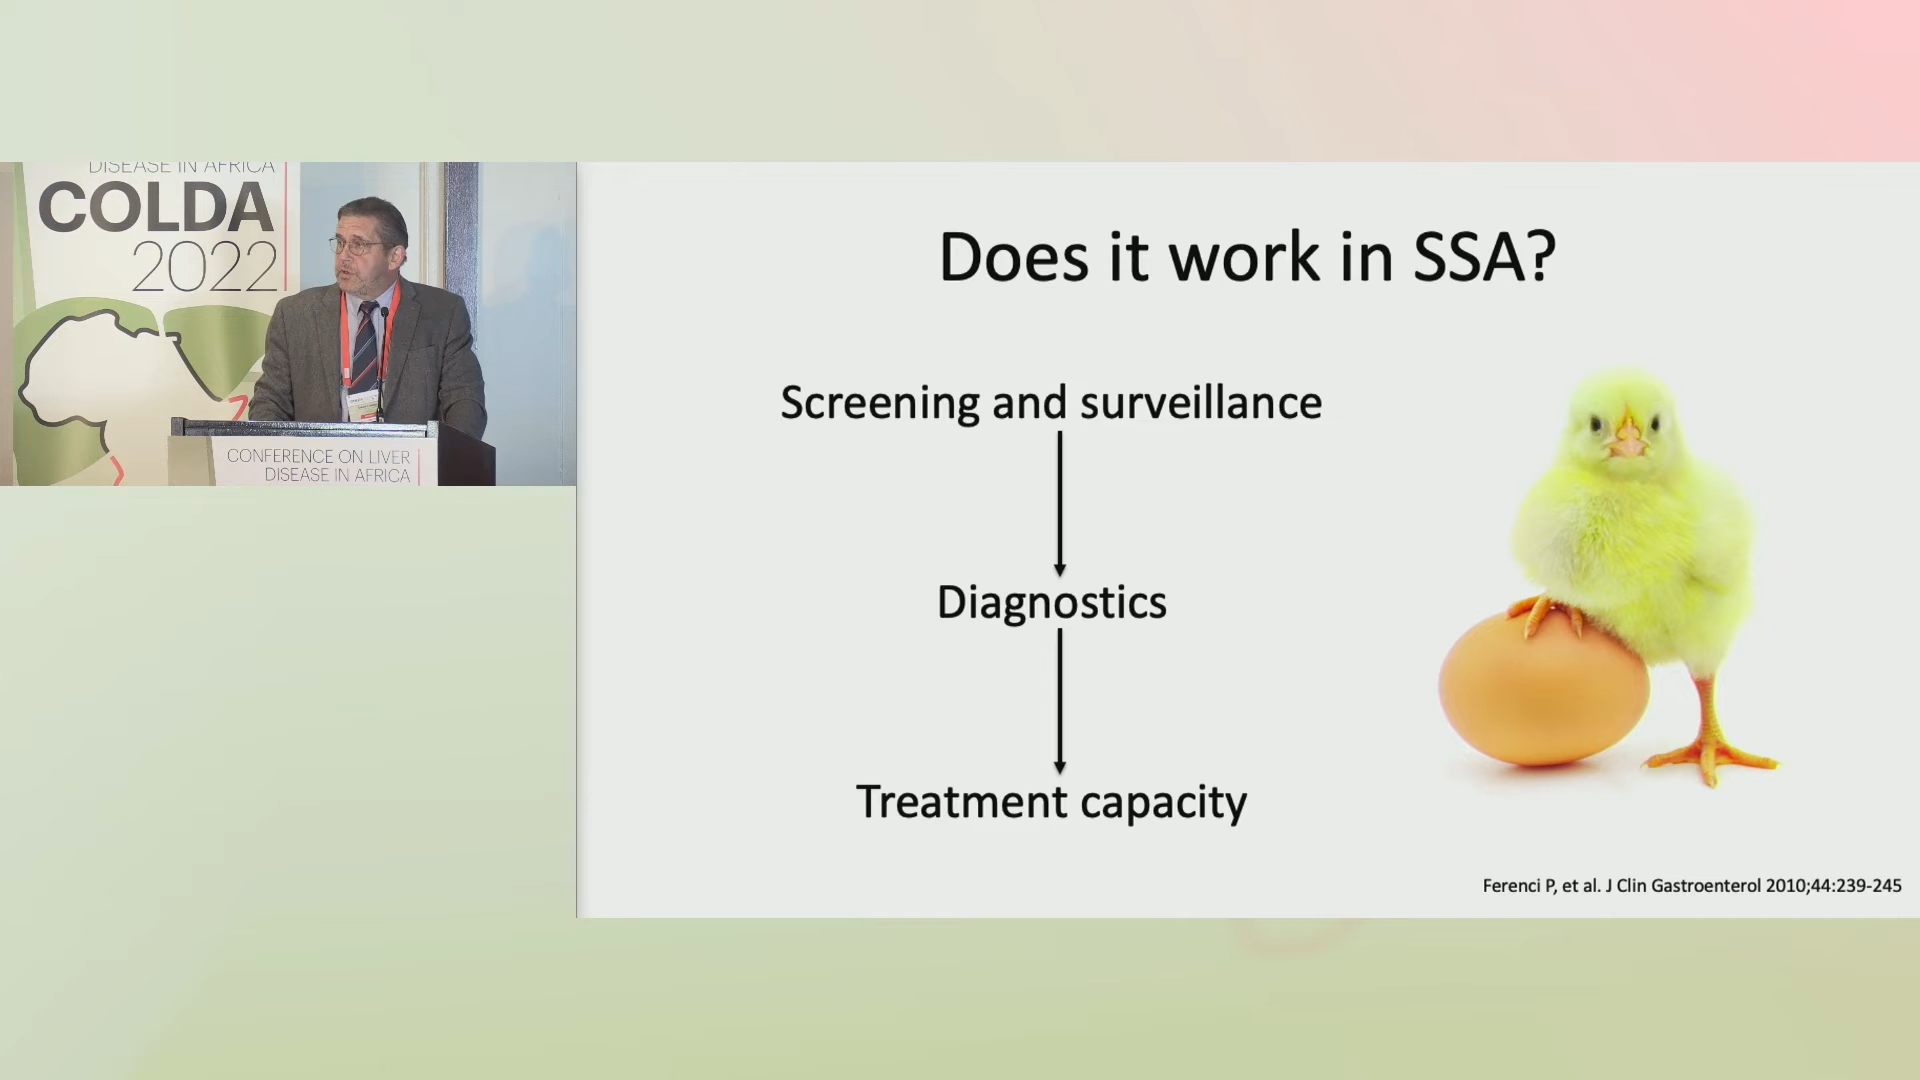 DISEASE IN AFRICA
COLDA
2022
CONFERENCE ON LIVER
DISEASE IN AFRICA
Does it work in SSA?
Screening and surveillance
Diagnostics
Treatment capacity
Ferenci P, et al. J Clin Gastroenterol 2010;44:239-245